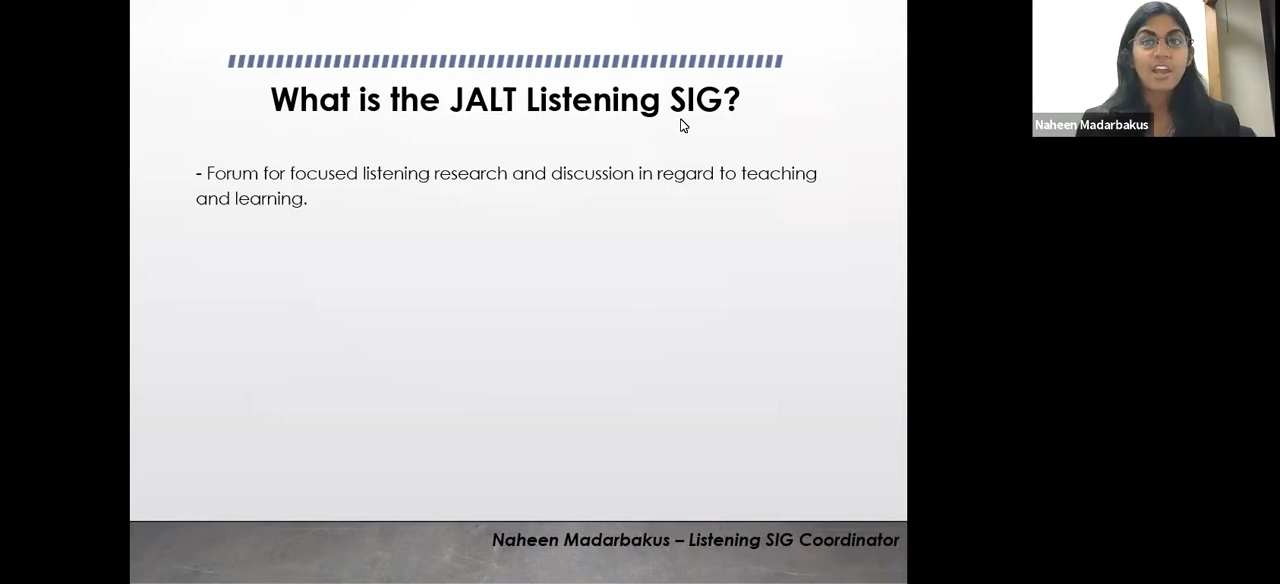 What is the JALT Listening SIG?
- Forum for focused listening research and discussion in regard to teaching
and learning.
Naheen Madarbakus – Listening SIG Coordinator
Naheen Madarbakus